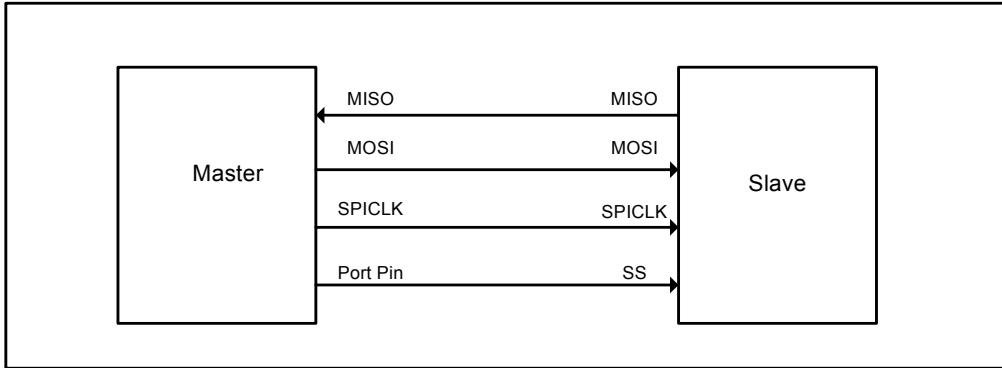 MISO MISO
MOSI MOSI
Master
Slave
SPICLK SPICLK
Port Pin SS